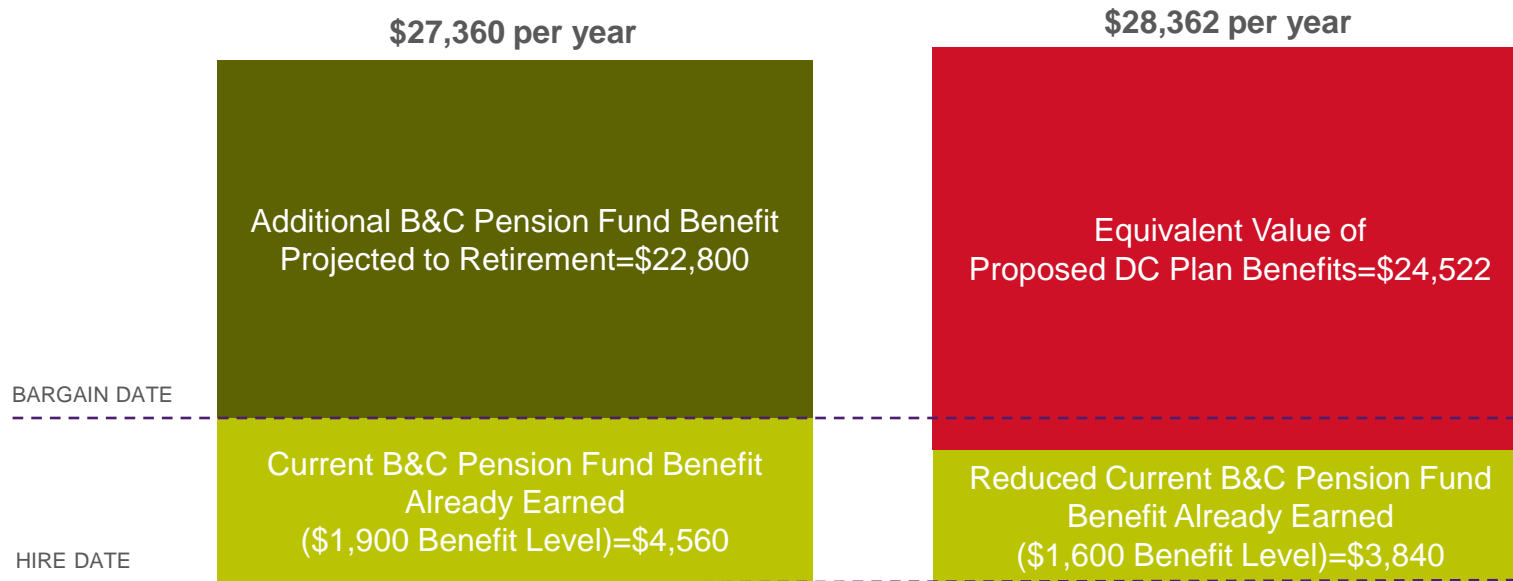 $27,360 per year
$28,362 per year
Additional B&C Pension Fund Benefit
Projected to Retirement=$22,800
Equivalent Value of
Proposed DC Plan Benefits=$24,522
BARGAIN DATE
Current B&C Pension Fund Benefit
Already Earned
($1,900 Benefit Level)=$4,560
Reduced Current B&C Pension Fund
Benefit Already Earned
($1,600 Benefit Level)=$3,840
HIRE DATE